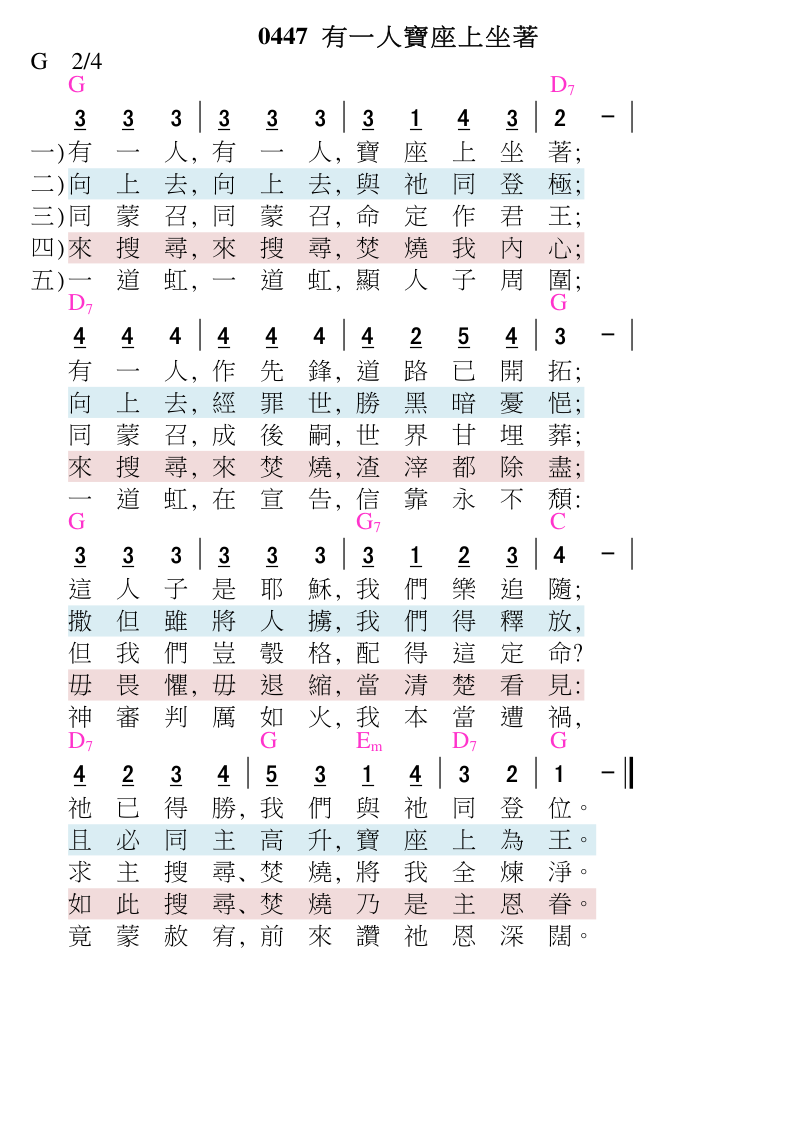 0447 有一人寶座上坐著
G 2/4
G D7
3 3 3 | 3 3 3 | 3 1 4 3 | 2 - |
一)有一人,有一人,寶座上坐著;
二)向上去,向上去,與祂同登極;
三)同蒙召,同蒙召,命定作君王;
四)來搜尋,來搜尋,焚燒我內心;
五)一道虹,一道虹,顯人子周圍;
D7 G
4 4 4 | 4 4 4 | 4 2 5 4 | 3 - |
有一人,作先鋒,道路已開拓;
向上去,經罪世,勝黑暗憂悒;
同蒙召,成後嗣,世界甘埋葬;
來搜尋,來焚燒,渣滓都除盡;
一道虹,在宣告,信靠永不頹:
G G7 C
3 3 3 | 3 3 3 | 3 1 2 3 | 4 - |
這人子是耶穌,我們樂追隨;
撒但雖將人擄,我們得釋放,
但我們豈彀格,配得這定命?
毋畏懼,毋退縮,當清楚看見:
神審判厲如火,我本當遭禍,
D7 G Em D7 G
4 2 3 4 | 5 3 1 4 | 3 2 | 1 - ‖
祂已得勝,我們與祂同登位。
且必同主高升,寶座上為王。
求主搜尋、焚燒,將我全煉淨。
如此搜尋、焚燒乃是主恩眷。
竟蒙赦宥,前來讚祂恩深闊。